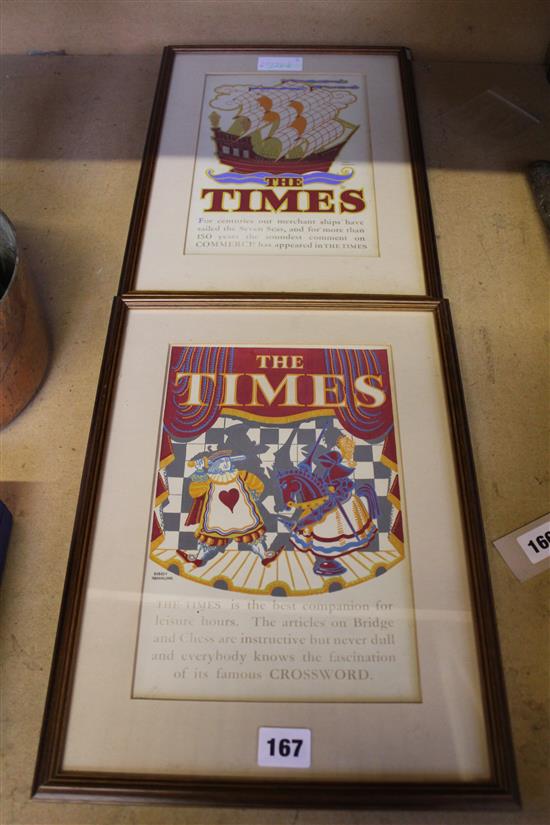 THE
TIMES
For centuries our merchant ships have
sailed the Seven Seas, and for more than
150 years the soundest comment on
COMMERCE has appeared in THE TIMES
THE
TIMES
THE TIMES is the best companion for
leisure hours. The articles on Bridge
and Chess are instructive but never dull
and everybody knows the fascination
of its famous CROSSWORD.
167